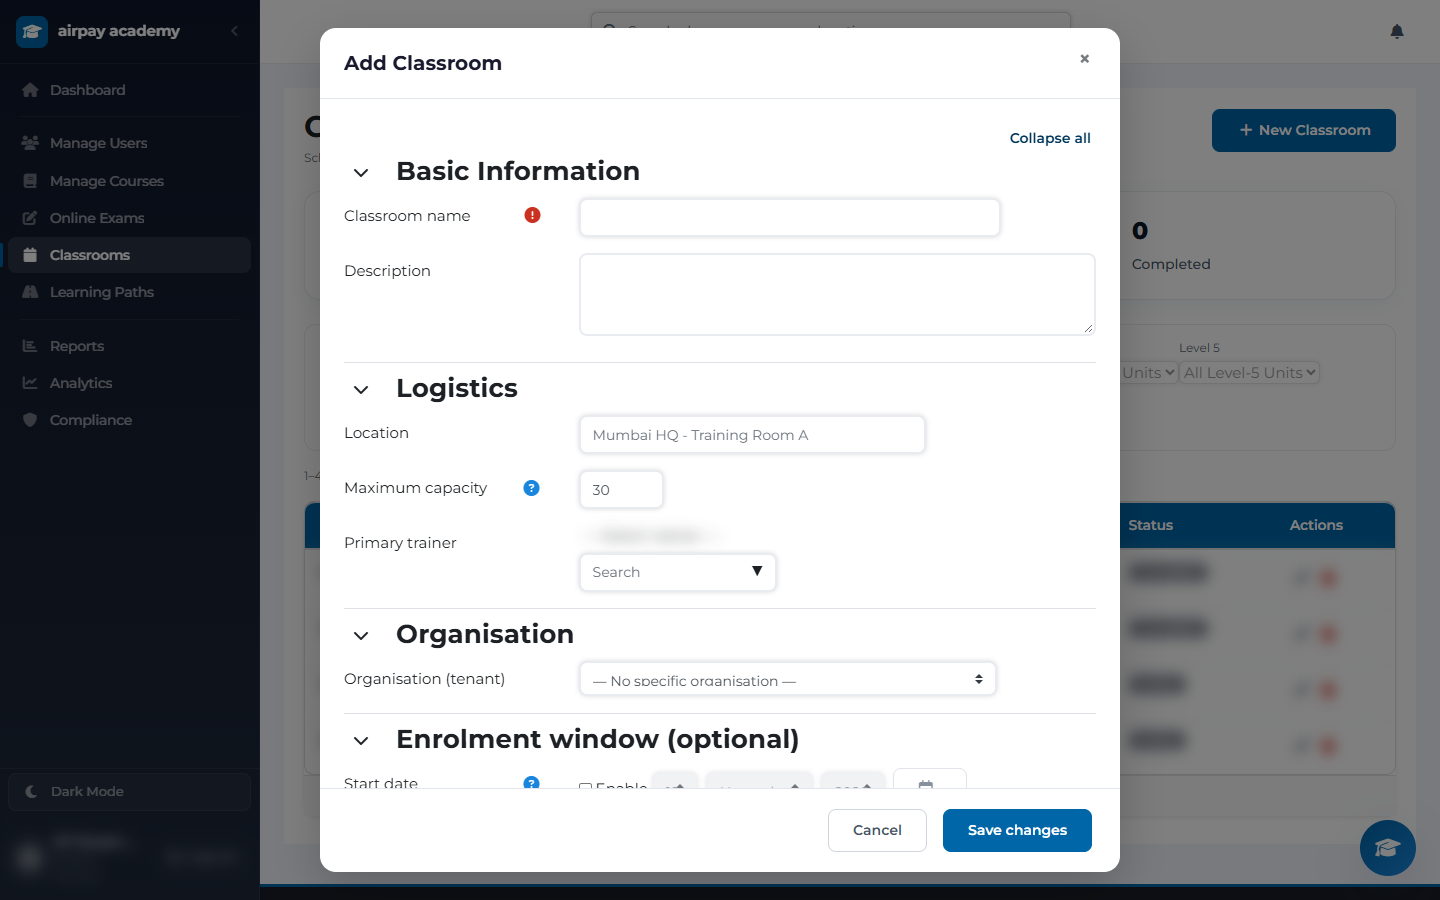 airpay academy
Dashboard
Manage Users
Manage Courses
Online Exams
Classrooms
Learning Paths
Reports
Analytics
Compliance
Dark Mode
New Classroom
0
Completed
Level 5
Units
All Level-5 Units
Status
Actions
Add Classroom
×
Collapse all
Basic Information
Classroom name
Description
Logistics
Location
Mumbai HQ - Training Room A
Maximum capacity
30
Primary trainer
Search
Organisation
Organisation (tenant)
— No specific organisation —
Enrolment window (optional)
Start date
Enable
Cancel
Save changes